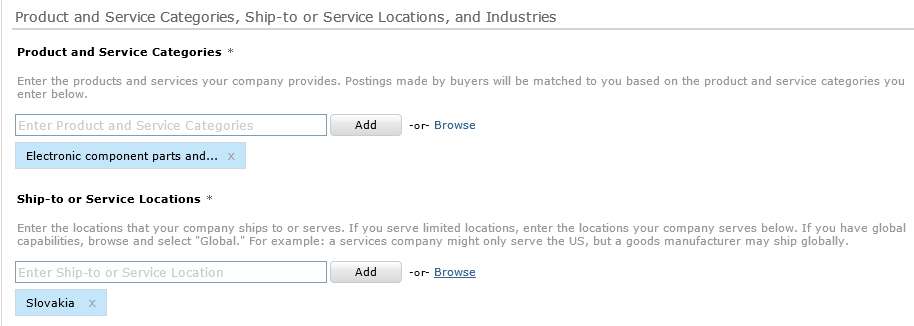 Product and Service Categories, Ship-to or Service Locations, and Industries
Product and Service Categories *
Enter the products and services your company provides. Postings made by buyers will be matched to you based on the product and service categories you
enter below.
Enter Product and Service Categories Add -or- Browse
Electronic component parts and... x
Ship-to or Service Locations *
Enter the locations that your company ships to or serves. If you serve limited locations, enter the locations your company serves below. If you have global
capabilities, browse and select "Global." For example: a services company might only serve the US, but a goods manufacturer may ship globally.
Enter Ship-to or Service Location Add -or- Browse
Slovakia x